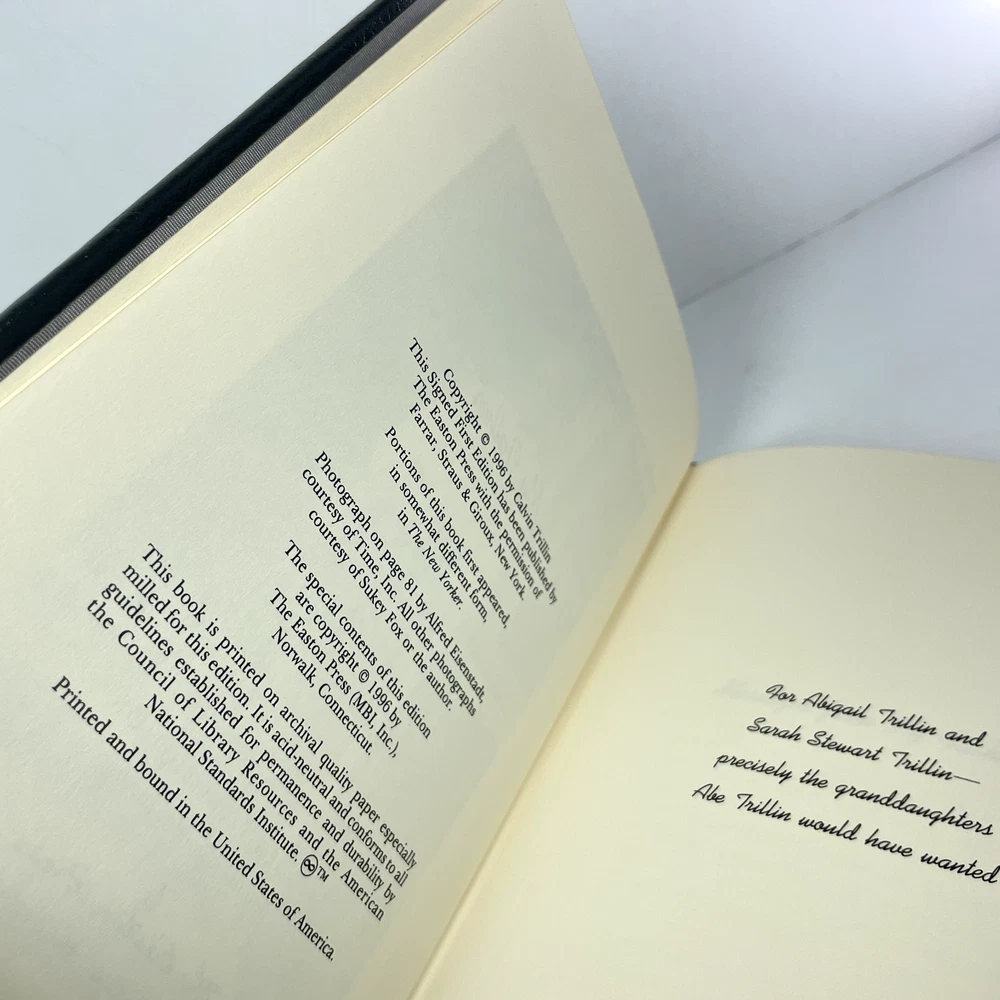 Copyright © 1996 by Calvin Trillin
This Signed First Edition has been published by
The Easton Press with the permission of
Farrar, Straus & Giroux, New York.
Portions of this book first appeared,
in somewhat different form,
in The New Yorker.
Photograph on page 81 by Alfred Eisenstadt,
courtesy of Time, Inc. All other photographs
courtesy of Sukey Fox or the author.
The special contents of this edition
are copyright © 1996 by
The Easton Press (MBI, Inc.),
Norwalk, Connecticut.
This book is printed on archival quality paper especially
milled for this edition. It is acid-neutral and conforms to all
guidelines established for permanence and durability by
the Council of Library Resources and the American
National Standards Institute. ♾™
Printed and bound in the United States of America.
For Abigail Trillin and
Sarah Stewart Trillin—
precisely the granddaughters
Abe Trillin would have wanted